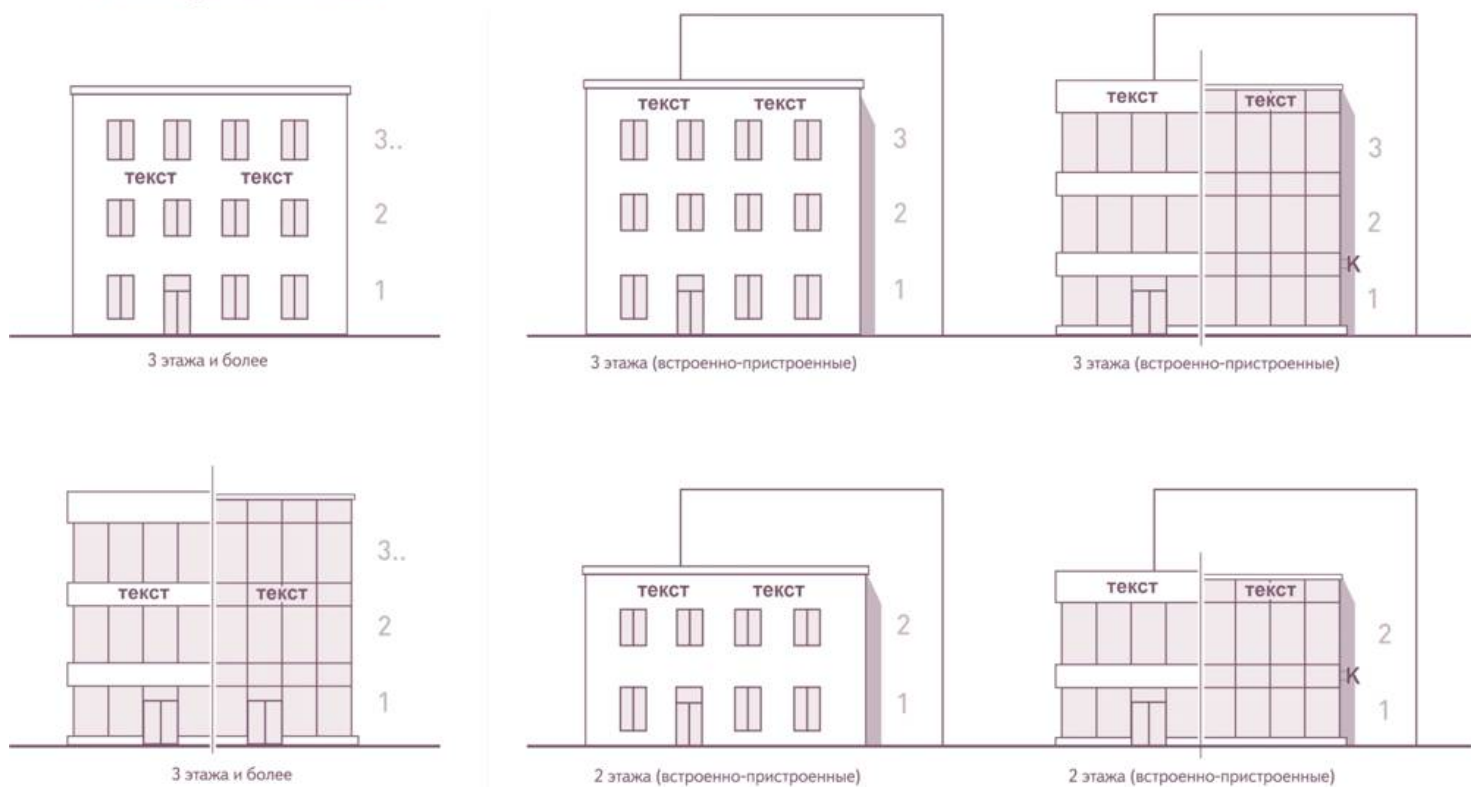 текст текст
3..
2
1
3 этажа и более
текст текст
3
2
1
3 этажа (встроенно-пристроенные)
текст текст
3
2
К
1
3 этажа (встроенно-пристроенные)
3..
текст текст
2
1
3 этажа и более
текст текст
2
1
2 этажа (встроенно-пристроенные)
текст текст
2
К
1
2 этажа (встроенно-пристроенные)